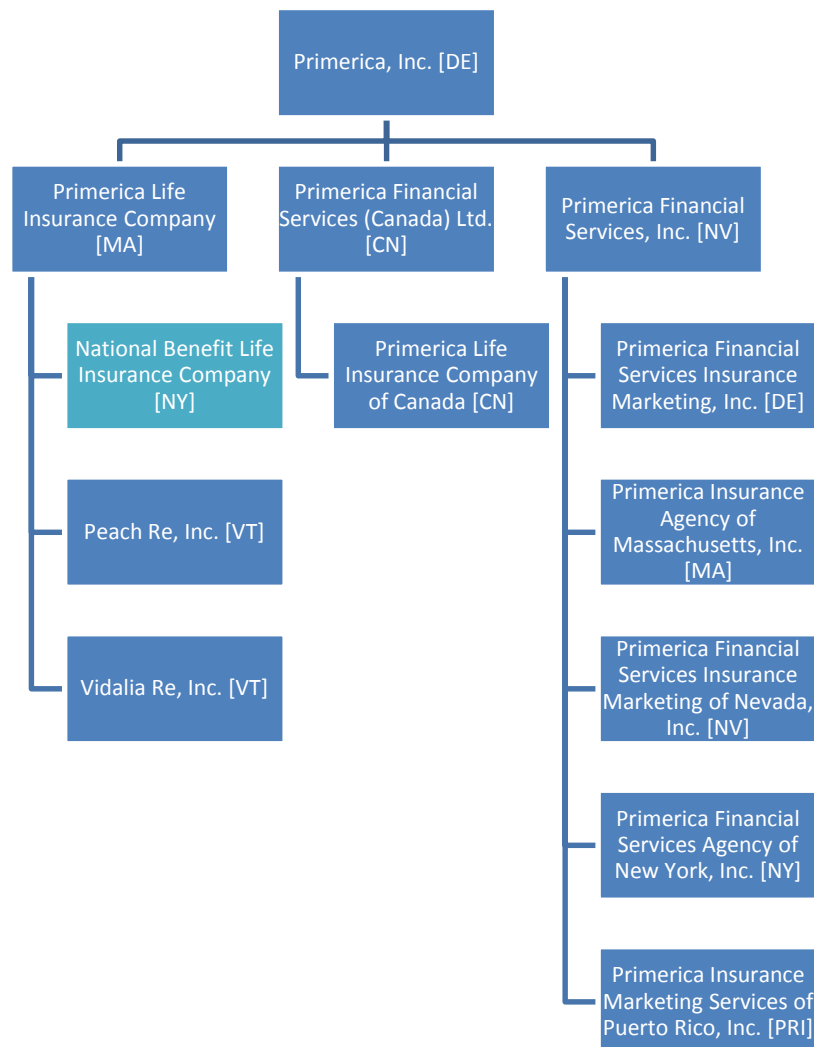 Primerica, Inc. [DE]
Primerica Life
Insurance Company
[MA]
Primerica Financial
Services (Canada) Ltd.
[CN]
Primerica Financial
Services, Inc. [NV]
National Benefit Life
Insurance Company
[NY]
Primerica Life
Insurance Company
of Canada [CN]
Primerica Financial
Services Insurance
Marketing, Inc. [DE]
Peach Re, Inc. [VT]
Primerica Insurance
Agency of
Massachusetts, Inc.
[MA]
Vidalia Re, Inc. [VT]
Primerica Financial
Services Insurance
Marketing of Nevada,
Inc. [NV]
Primerica Financial
Services Agency of
New York, Inc. [NY]
Primerica Insurance
Marketing Services of
Puerto Rico, Inc. [PRI]